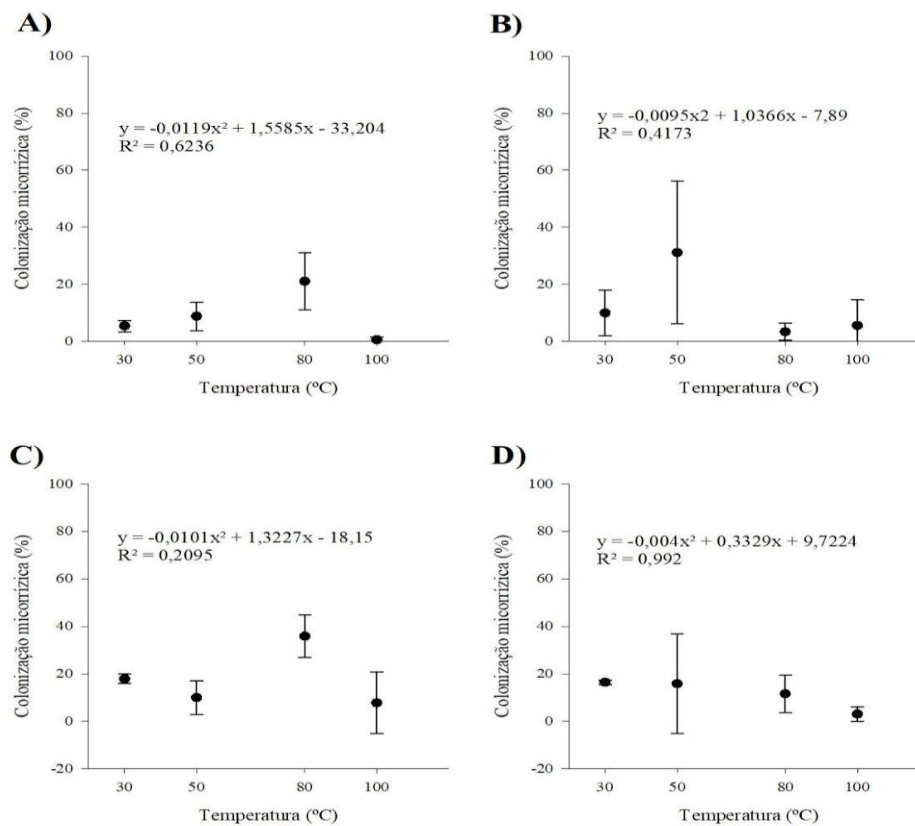 A)
Colonização micorrízica (%)
100
80
60
40
20
0
y = -0,0119x² + 1,5585x - 33,204
R² = 0,6236
30 50 80 100
Temperatura (ºC)
B)
Colonização micorrízica (%)
100
80
60
40
20
0
y = -0,0095x2 + 1,0366x - 7,89
R² = 0,4173
30 50 80 100
Temperatura (ºC)
C)
Colonização micorrízica (%)
100
80
60
40
20
0
-20
y = -0,0101x² + 1,3227x - 18,15
R² = 0,2095
30 50 80 100
Temperatura (ºC)
D)
Colonização micorrízica (%)
100
80
60
40
20
0
-20
y = -0,004x² + 0,3329x + 9,7224
R² = 0,992
30 50 80 100
Temperatura (ºC)